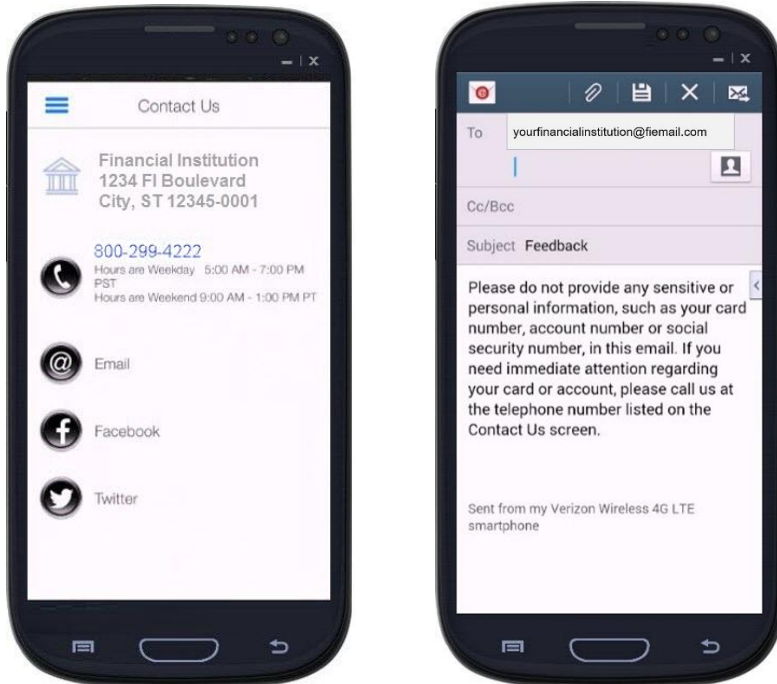 Contact Us
Financial Institution
1234 FI Boulevard
City, ST 12345-0001
800-299-4222
Hours are Weekday 5:00 AM - 7:00 PM
PST
Hours are Weekend 9:00 AM - 1:00 PM PT
Email
Facebook
Twitter
To yourfinancialinstitution@fiemail.com
Cc/Bcc
Subject Feedback
Please do not provide any sensitive or
personal information, such as your card
number, account number or social
security number, in this email. If you
need immediate attention regarding
your card or account, please call us at
the telephone number listed on the
Contact Us screen.
Sent from my Verizon Wireless 4G LTE
smartphone